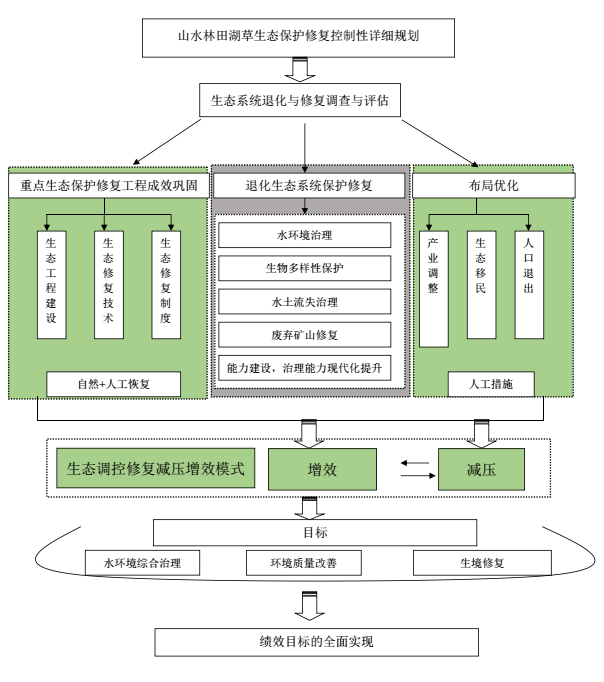 山水林田湖草生态保护修复控制性详细规划
生态系统退化与修复调查与评估
重点生态保护修复工程成效巩固
退化生态系统保护修复
布局优化
生态工程建设
生态修复技术
生态修复制度
水环境治理
生物多样性保护
水土流失治理
废弃矿山修复
能力建设，治理能力现代化提升
产业调整
生态移民
人口退出
自然+人工恢复
人工措施
生态调控修复减压增效模式
增效
减压
目标
水环境综合治理
环境质量改善
生境修复
绩效目标的全面实现